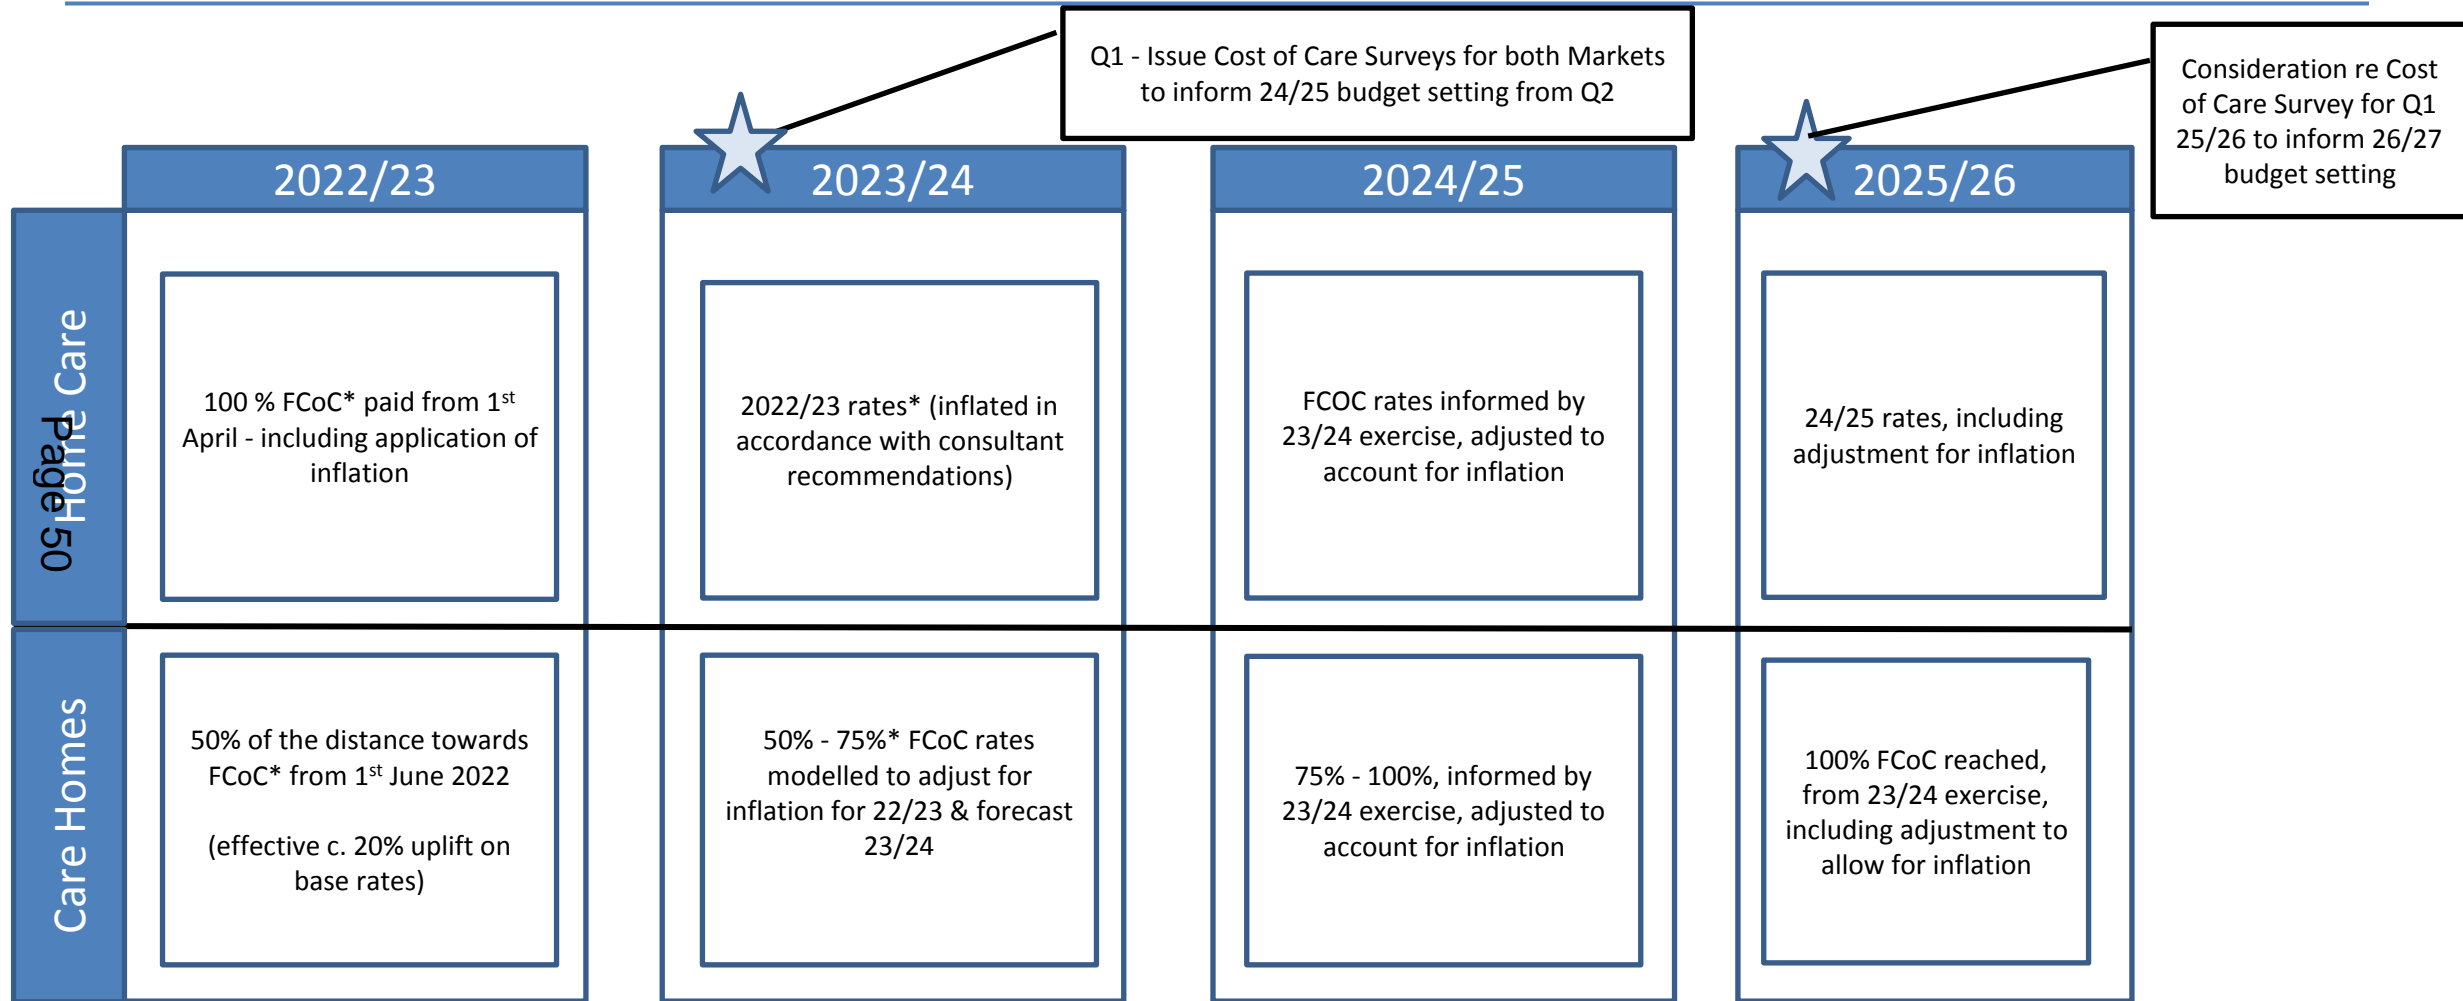 Q1 - Issue Cost of Care Surveys for both Markets
to inform 24/25 budget setting from Q2
Consideration re Cost
of Care Survey for Q1
25/26 to inform 26/27
budget setting
2022/23
2023/24
2024/25
2025/26
Home Care
Page 50
100 % FCoC* paid from 1st
April - including application of
inflation
2022/23 rates* (inflated in
accordance with consultant
recommendations)
FCOC rates informed by
23/24 exercise, adjusted to
account for inflation
24/25 rates, including
adjustment for inflation
Care Homes
50% of the distance towards
FCoC* from 1st June 2022
(effective c. 20% uplift on
base rates)
50% - 75%* FCoC rates
modelled to adjust for
inflation for 22/23 & forecast
23/24
75% - 100%, informed by
23/24 exercise, adjusted to
account for inflation
100% FCoC reached,
from 23/24 exercise,
including adjustment to
allow for inflation